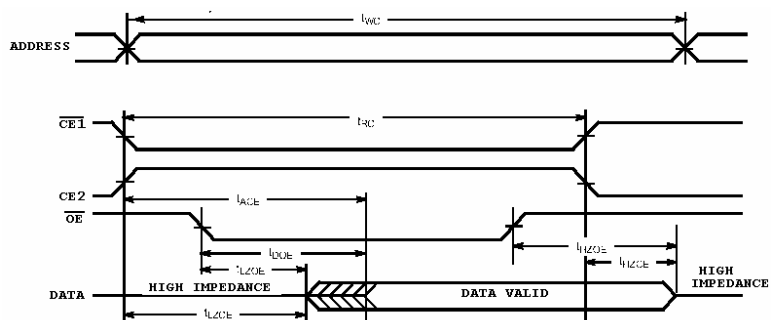 tWC
ADDRESS
CE1
tRC
CE2
tACE
OE
tDOE
tHZOE
tLZOE
tHZCE
HIGH IMPEDANCE
DATA
HIGH IMPEDANCE
DATA VALID
tLZCE